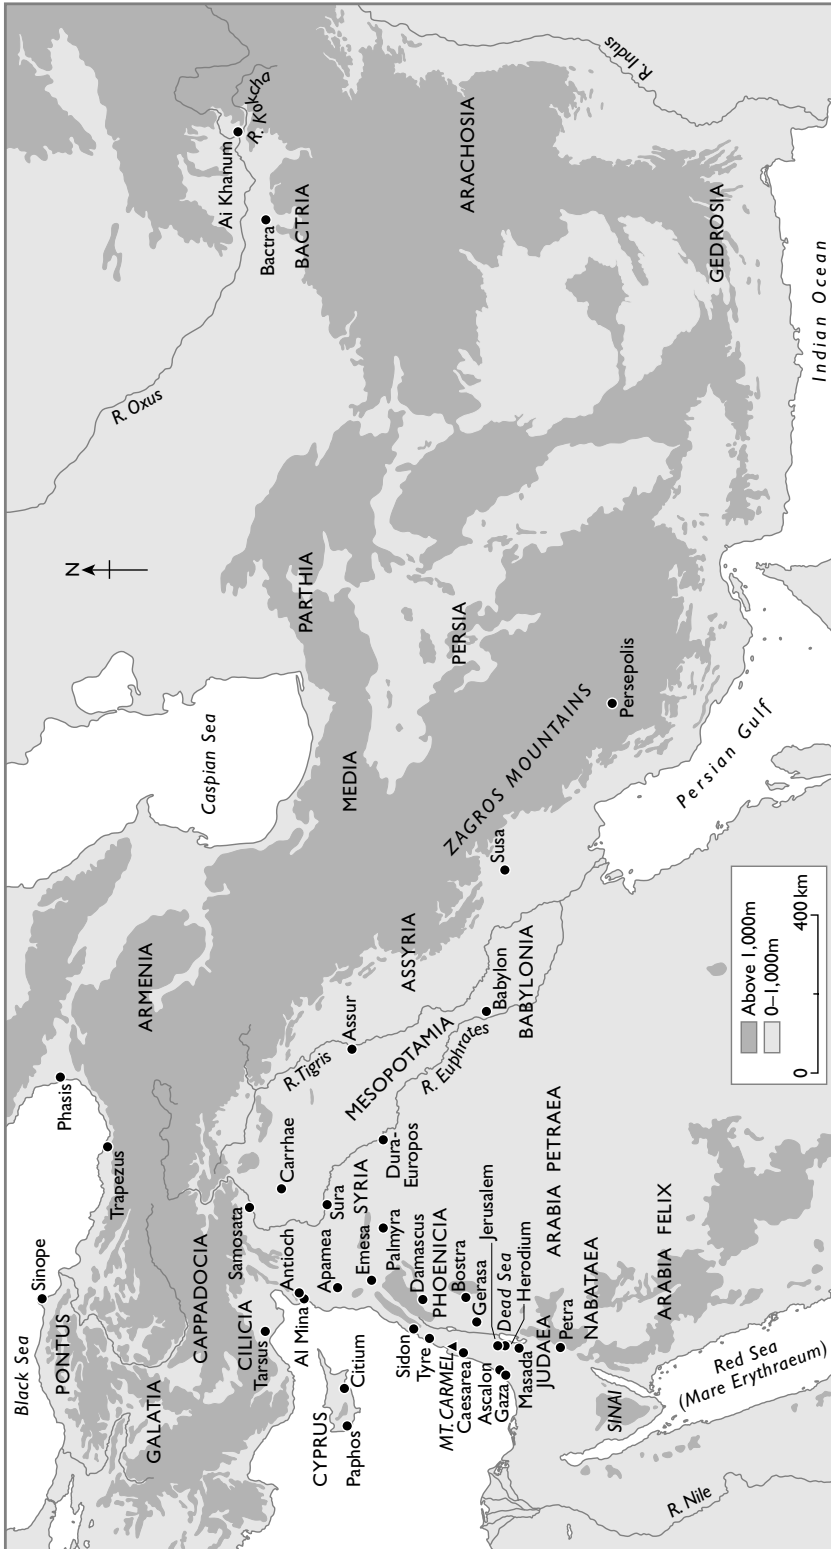 Black Sea
Sinope
PONTUS
Phasis
Trapezus
GALATIA
CAPPADOCIA
ARMENIA
Caspian Sea
N
R. Oxus
Ai Khanum
R. Kokcha
Bactra
BACTRIA
R. Indus
CILICIA
Tarsus
Samosata
Antioch
Al Mina
Carrhae
R. Tigris
Assur
ASSYRIA
MEDIA
PARTHIA
PERSIA
ARACHOSIA
CYPRUS
Paphos
Citium
Apamea
Sura
Emesa
SYRIA
Palmyra
Dura-
Europos
MESOPOTAMIA
R. Euphrates
Babylon
BABYLONIA
Susa
ZAGROS MOUNTAINS
Persepolis
GEDROSIA
Sidon
Tyre
Damascus
PHOENICIA
MT. CARMEL
Caesarea
Bostra
Gerasa
Jerusalem
Ascalon
Gaza
Dead Sea
Herodium
Masada
JUDAEA
Petra
ARABIA PETRAEA
NABATAEA
SINAI
ARABIA FELIX
Persian Gulf
Indian Ocean
R. Nile
Red Sea
(Mare Erythraeum)
Above 1,000m
0–1,000m
0
400 km